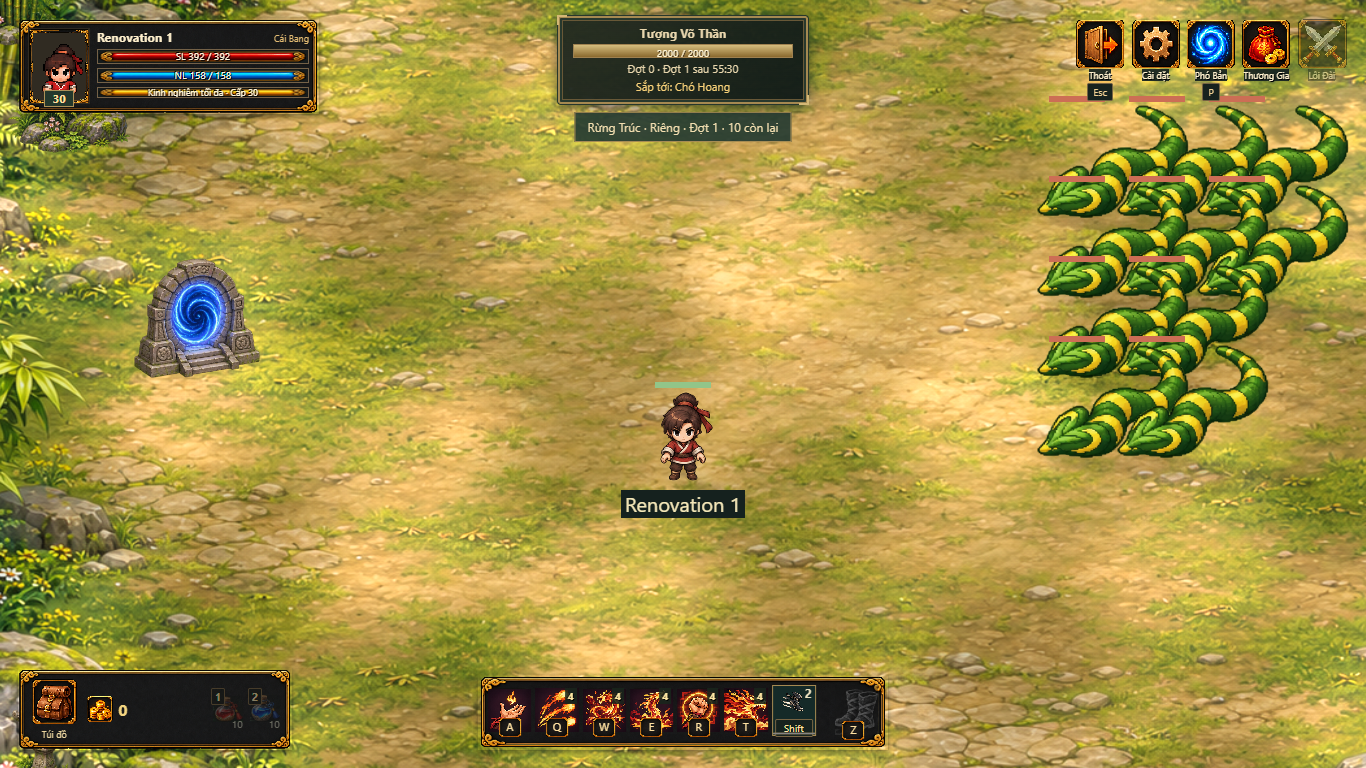 Renovation 1
Cái Bang
SL 392 / 392
NL 158 / 158
Kinh nghiệm tối đa · Cấp 30
30
Tượng Võ Thần
2000 / 2000
Đợt 0 · Đợt 1 sau 55:30
Sắp tới: Chó Hoang
Rừng Trúc · Riêng · Đợt 1 · 10 còn lại
Thoát
Cài đặt
Phó Bản
Thương Gia
Lôi Đài
Esc
P
Renovation 1
Túi đồ
0
1
10
2
10
A
4
Q
4
W
4
E
4
R
4
T
2
Shift
Z